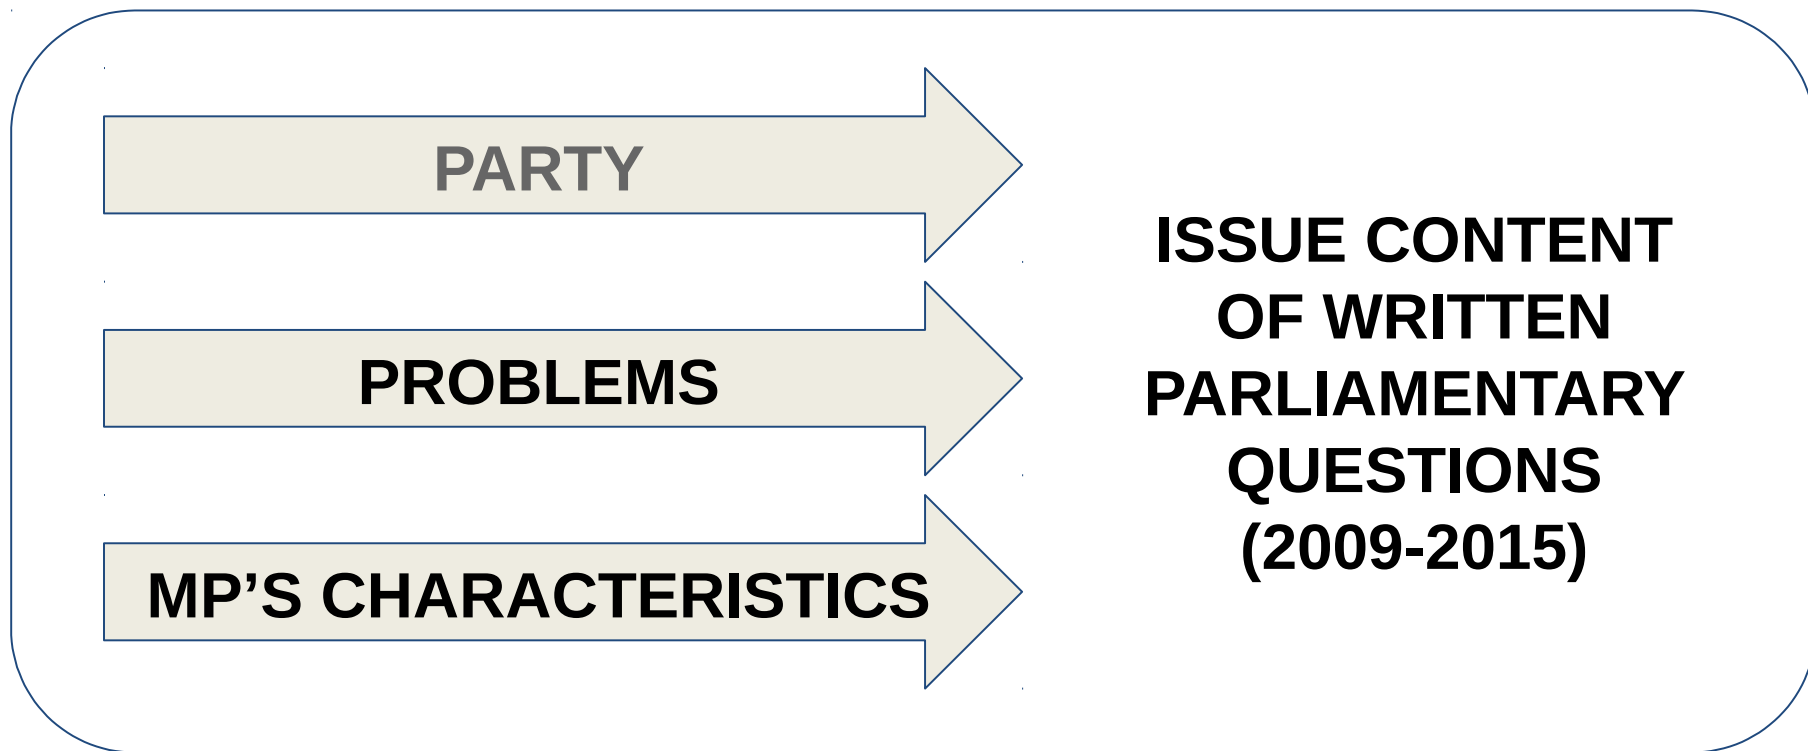 PARTY
PROBLEMS
MP’S CHARACTERISTICS
ISSUE CONTENT
OF WRITTEN
PARLIAMENTARY
QUESTIONS
(2009-2015)